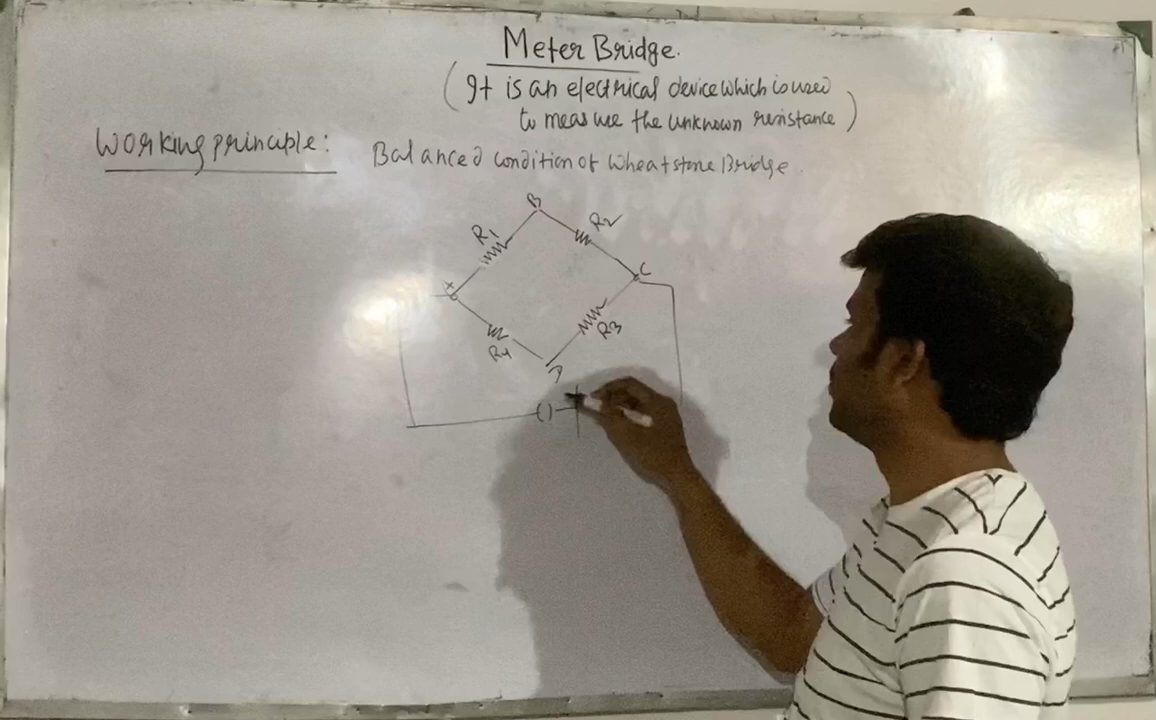 Meter Bridge.
(It is an electrical device which is used
to measure the unknown resistance)
Working principle:
Balanced condition of Wheatstone Bridge.
B
R1
R2
C
A
R4
R3
D